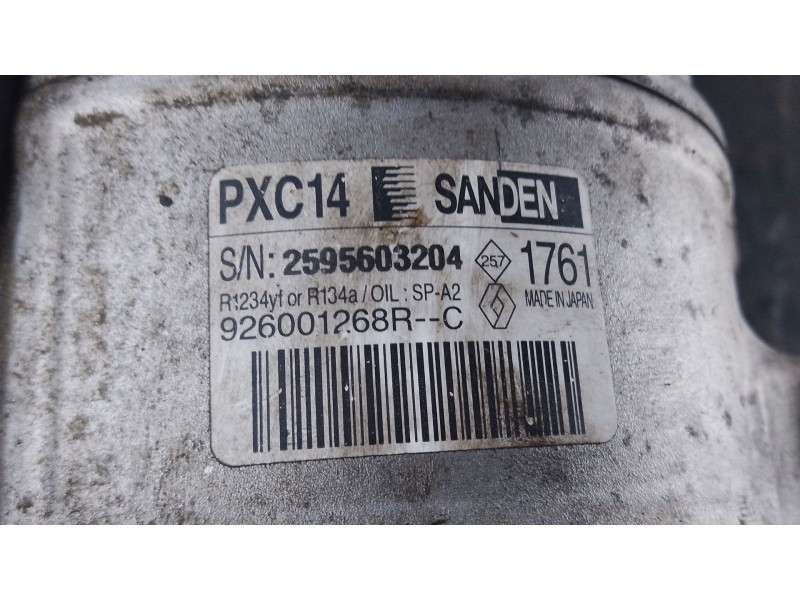 PXC14 SANDEN
S/N: 2595603204 257 1761
R1234yf or R134a / OIL : SP-A2 MADE IN JAPAN
926001268R--C